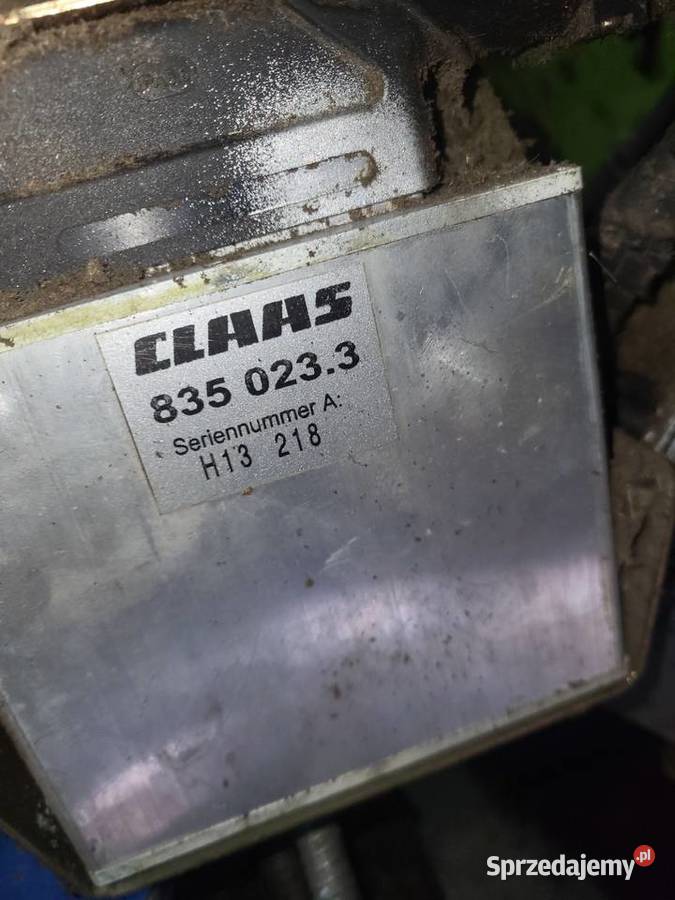 CLAAS
835 023.3
Seriennummer A:
H13 218
Sprzedajemy.pl